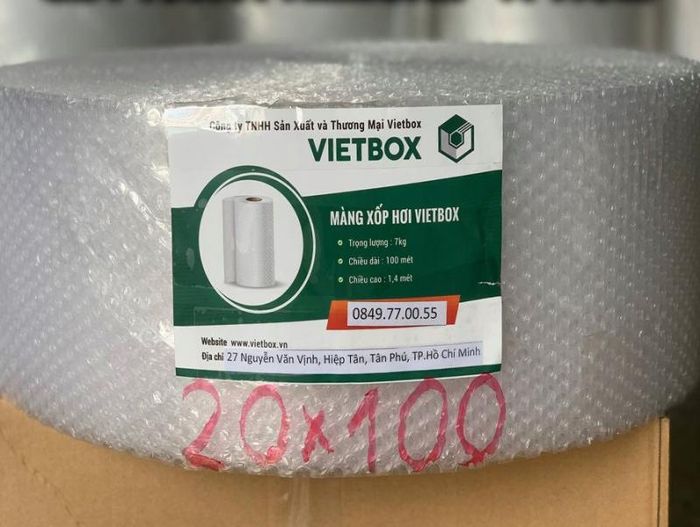 Công ty TNHH Sản Xuất và Thương Mại Vietbox
VIETBOX
MÀNG XỐP HƠI VIETBOX
Trọng lượng : 7kg
Chiều dài : 100 mét
Chiều cao : 1,4 mét
0849.77.00.55
Website www.vietbox.vn
Địa chỉ 27 Nguyễn Văn Vịnh, Hiệp Tân, Tân Phú, TP.Hồ Chí Minh
20x100